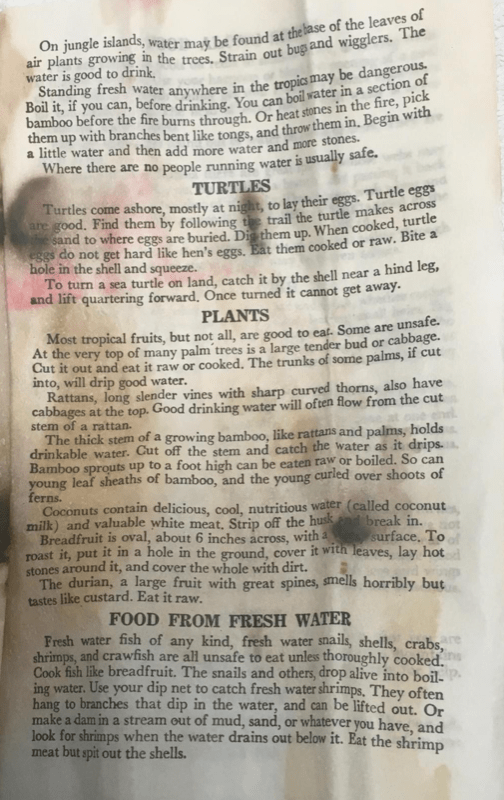 On jungle islands, water may be found at the base of the leaves of
air plants growing in the trees. Strain out bugs and wigglers. The
water is good to drink.
Standing fresh water anywhere in the tropics may be dangerous.
Boil it, if you can, before drinking. You can boil water in a section of
bamboo before the fire burns through. Or heat stones in the fire, pick
them up with branches bent like tongs, and throw them in. Begin with
a little water and then add more water and more stones.
Where there are no people running water is usually safe.
TURTLES
Turtles come ashore, mostly at night, to lay their eggs. Turtle eggs
are good. Find them by following the trail the turtle makes across
sand to where eggs are buried. Dig them up. When cooked, turtle
eggs do not get hard like hen's eggs. Eat them cooked or raw. Bite a
hole in the shell and squeeze.
To turn a sea turtle on land, catch it by the shell near a hind leg,
and lift quartering forward. Once turned it cannot get away.
PLANTS
Most tropical fruits, but not all, are good to eat. Some are unsafe.
At the very top of many palm trees is a large tender bud or cabbage.
Cut it out and eat it raw or cooked. The trunks of some palms, if cut
into, will drip good water.
Rattans, long slender vines with sharp curved thorns, also have
cabbages at the top. Good drinking water will often flow from the cut
stem of a rattan.
The thick stem of a growing bamboo, like rattans and palms, holds
drinkable water. Cut off the stem and catch the water as it drips.
Bamboo sprouts up to a foot high can be eaten raw or boiled. So can
young leaf sheaths of bamboo, and the young curled over shoots of
ferns.
Coconuts contain delicious, cool, nutritious water (called coconut
milk) and valuable white meat. Strip off the husk and break in.
Breadfruit is oval, about 6 inches across, with a surface. To
roast it, put it in a hole in the ground, cover it with leaves, lay hot
stones around it, and cover the whole with dirt.
The durian, a large fruit with great spines, smells horribly but
tastes like custard. Eat it raw.
FOOD FROM FRESH WATER
Fresh water fish of any kind, fresh water snails, shells, crabs,
shrimps, and crawfish are all unsafe to eat unless thoroughly cooked.
Cook fish like breadfruit. The snails and others, drop alive into boil-
ing water. Use your dip net to catch fresh water shrimps. They often
hang to branches that dip in the water, and can be lifted out. Or
make a dam in a stream out of mud, sand, or whatever you have, and
look for shrimps when the water drains out below it. Eat the shrimp
meat but spit out the shells.